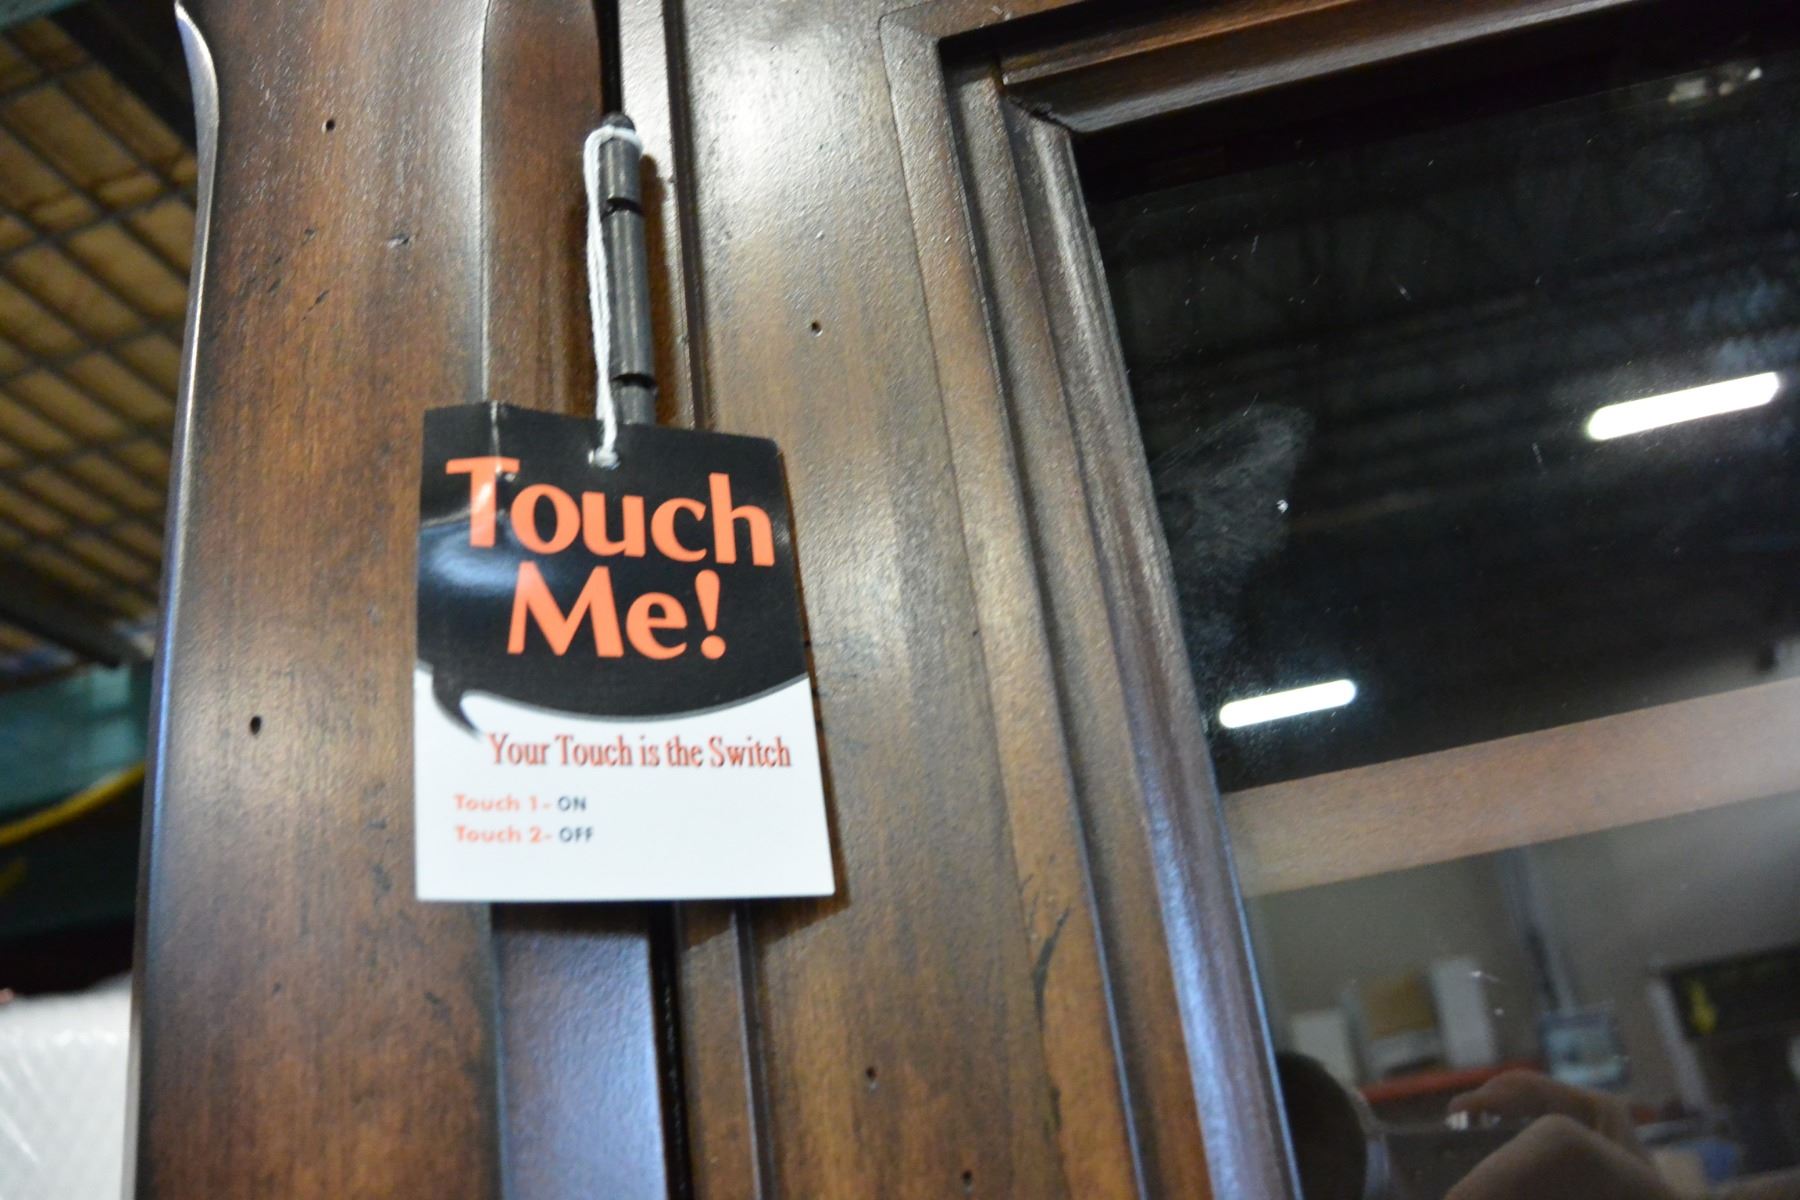 Touch
Me!
Your Touch is the Switch
Touch 1- ON
Touch 2- OFF